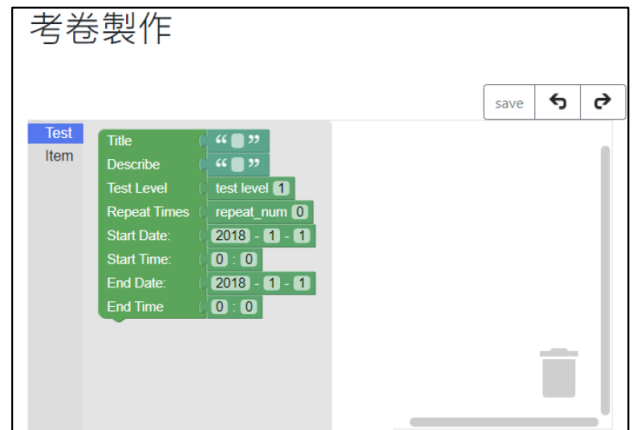 考卷製作
save
Test
Item
Title “ ”
Describe “ ”
Test Level test level 1
Repeat Times repeat_num 0
Start Date: 2018 - 1 - 1
Start Time: 0 : 0
End Date: 2018 - 1 - 1
End Time 0 : 0